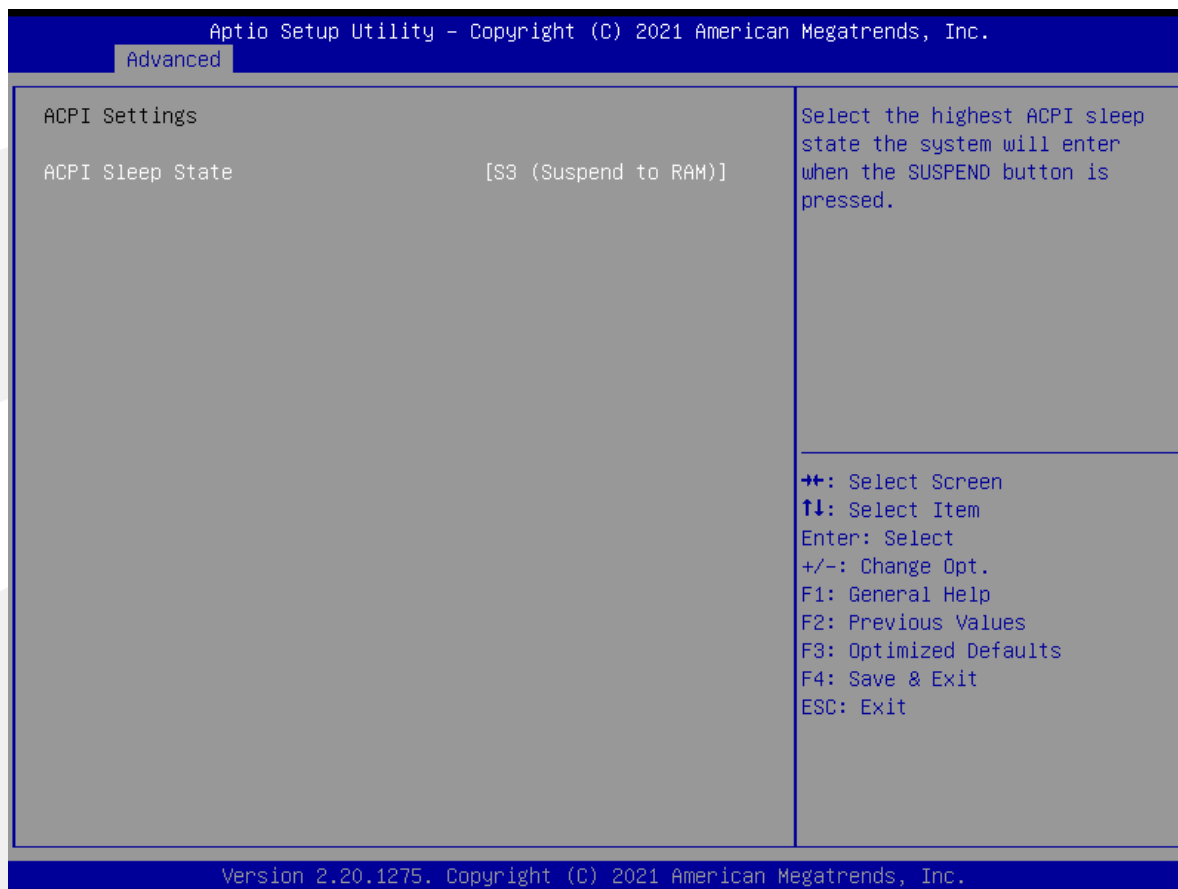 Aptio Setup Utility – Copyright (C) 2021 American Megatrends, Inc.
Advanced
ACPI Settings
ACPI Sleep State [S3 (Suspend to RAM)]
Select the highest ACPI sleep
state the system will enter
when the SUSPEND button is
pressed.
→←: Select Screen
↑↓: Select Item
Enter: Select
+/-: Change Opt.
F1: General Help
F2: Previous Values
F3: Optimized Defaults
F4: Save & Exit
ESC: Exit
Version 2.20.1275. Copyright (C) 2021 American Megatrends, Inc.